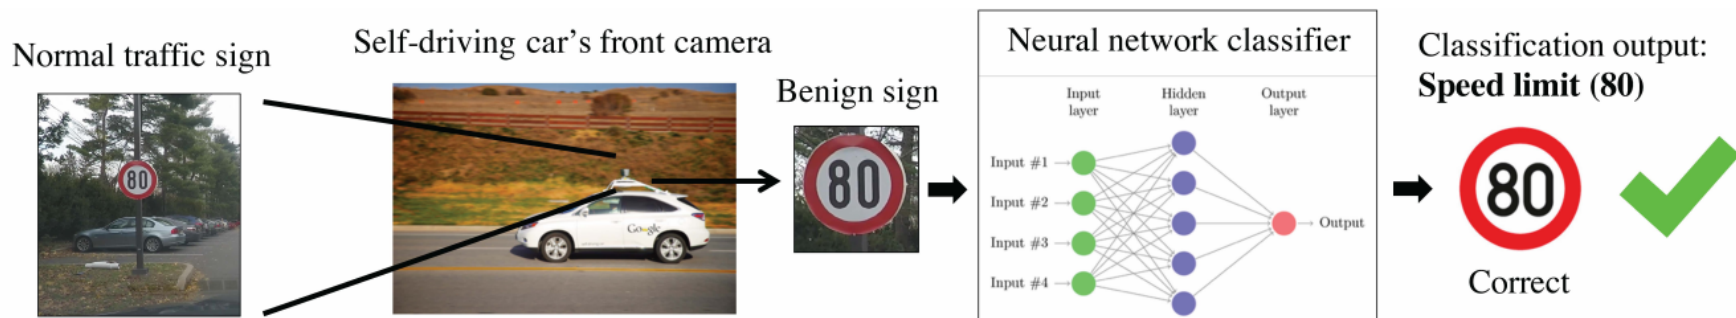 Normal traffic sign
80
Self-driving car's front camera
Google
Benign sign
80
Neural network classifier
Input layer
Hidden layer
Output layer
Input #1
Input #2
Input #3
Input #4
Output
Classification output:
Speed limit (80)
80
Correct